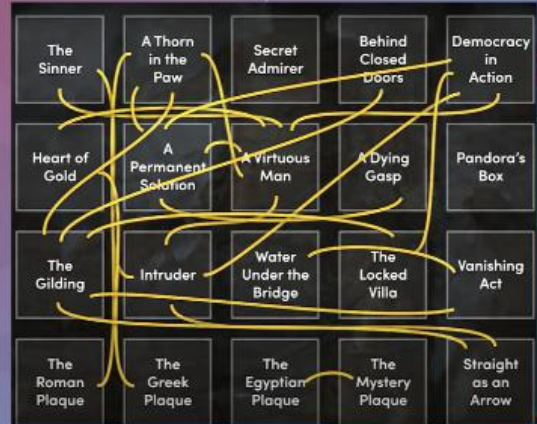 The
Sinner
A Thorn
in the
Paw
Secret
Admirer
Behind
Closed
Doors
Democracy
in
Action
Heart of
Gold
A
Permanent
Solution
A Virtuous
Man
A Dying
Gasp
Pandora's
Box
The
Gilding
Intruder
Water
Under the
Bridge
The
Locked
Villa
Vanishing
Act
The
Roman
Plaque
The
Greek
Plaque
The
Egyptian
Plaque
The
Mystery
Plaque
Straight
as an
Arrow